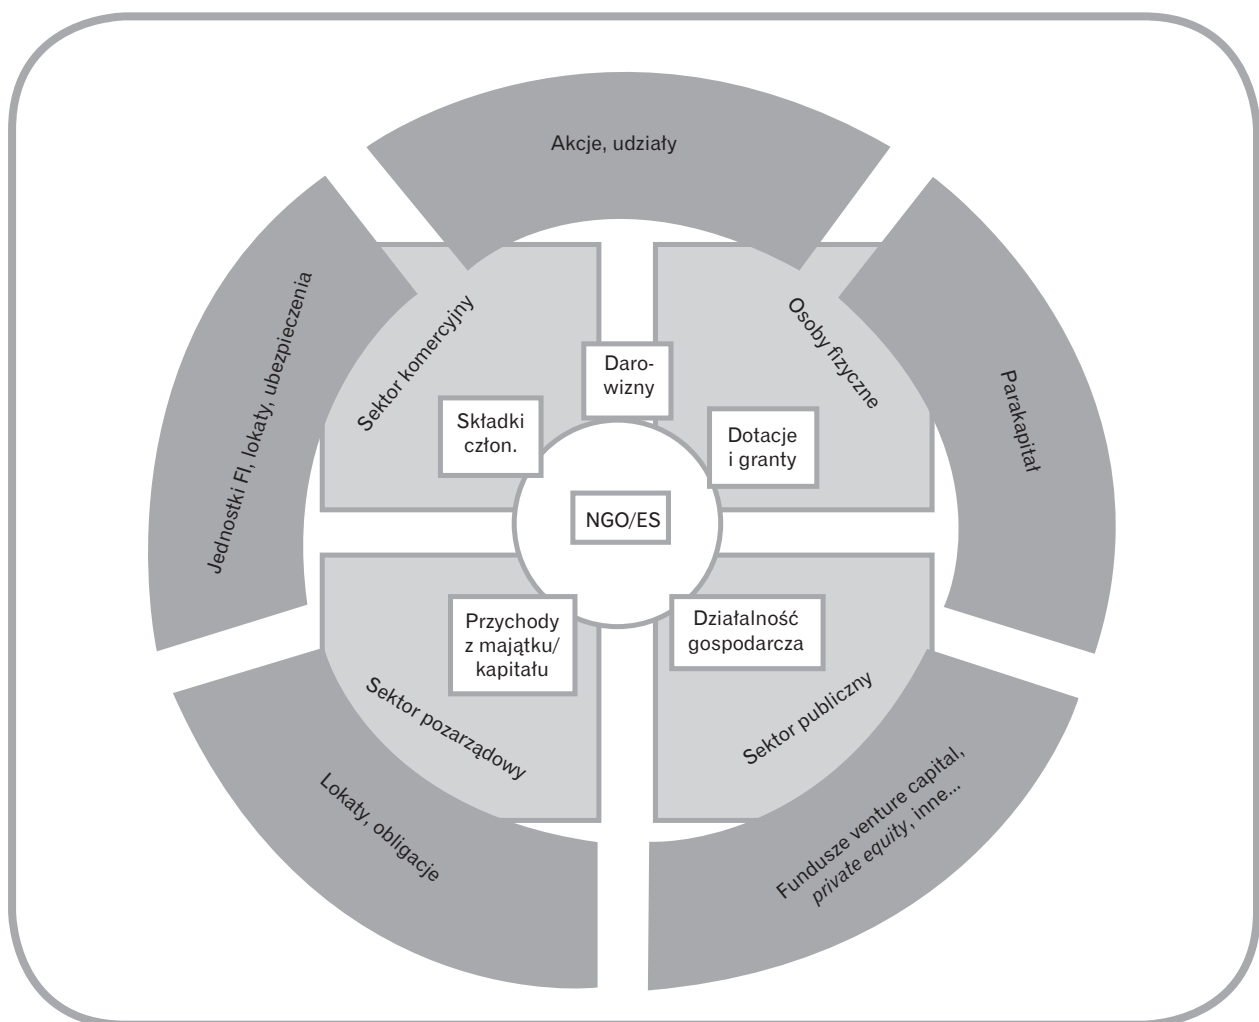 Akcje, udziały
Jednostki FI, lokaty, ubezpieczenia
Parakapitał
Sektor komercyjny
Osoby fizyczne
Daro-
wizny
Składki
człon.
Dotacje
i granty
NGO/ES
Przychody
z majątku/
kapitału
Działalność
gospodarcza
Sektor pozarządowy
Sektor publiczny
Lokaty, obligacje
Fundusze venture capital,
private equity, inne...